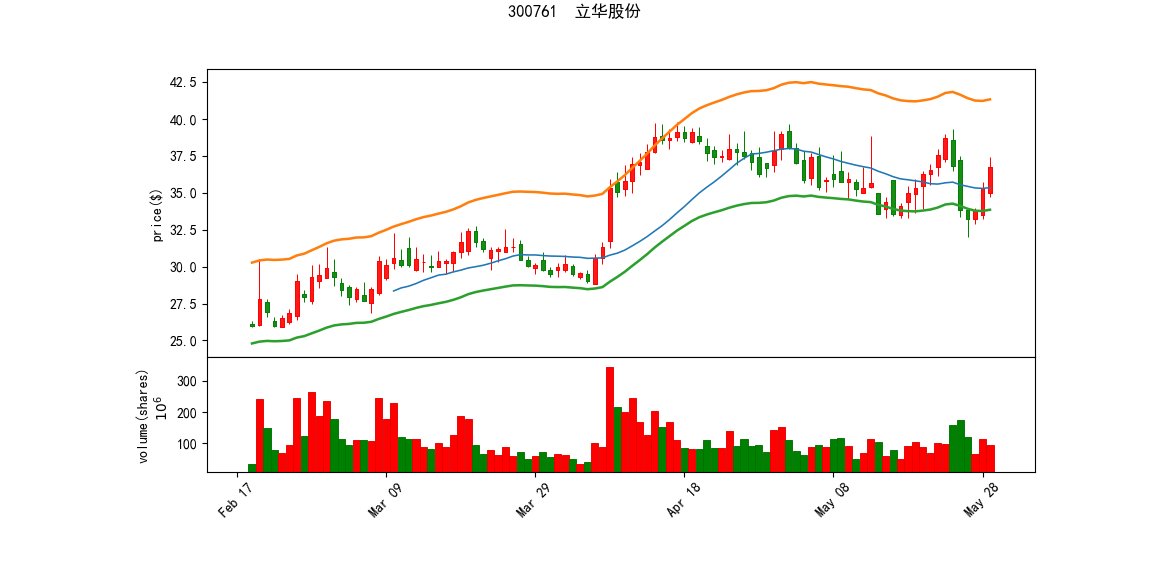 300761 立华股份
42.5
40.0
37.5
35.0
32.5
30.0
27.5
25.0
price($)
300
200
100
volume(shares)
10^6
Feb 17
Mar 09
Mar 29
Apr 18
May 08
May 28